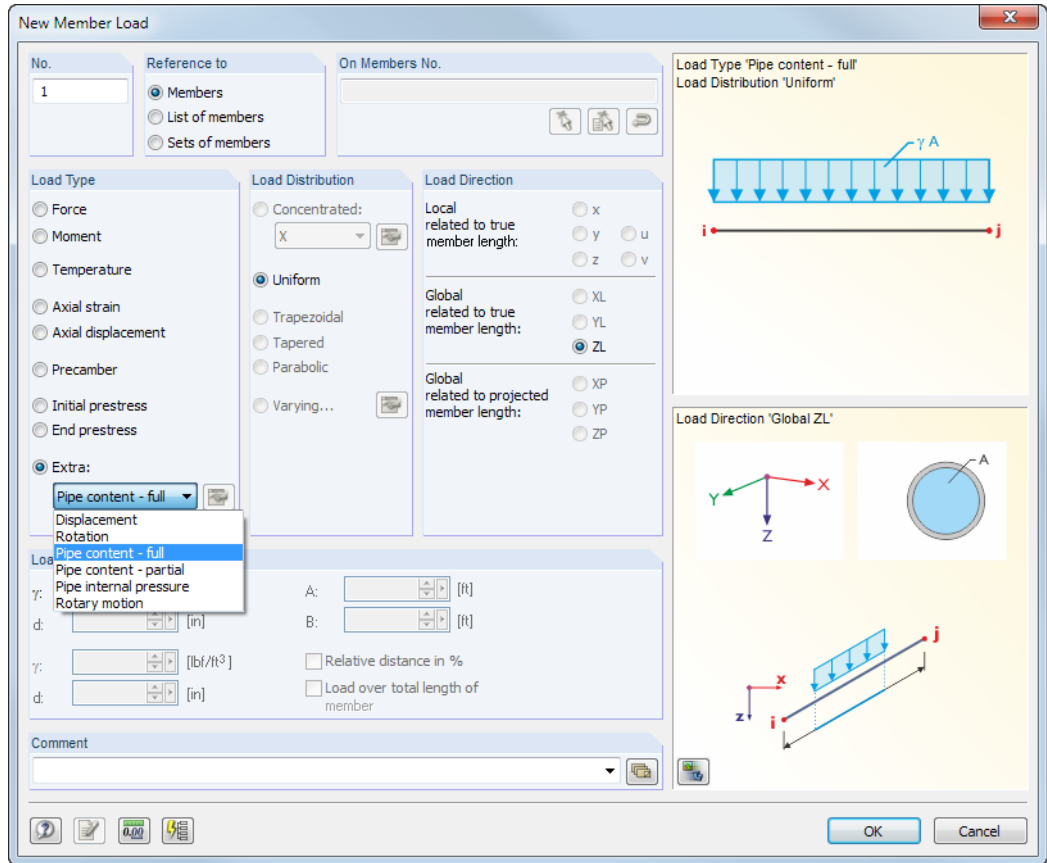 New Member Load
No.
1
Reference to
Members
List of members
Sets of members
On Members No.
Load Type
Force
Moment
Temperature
Axial strain
Axial displacement
Precamber
Initial prestress
End prestress
Extra:
Pipe content - full
Displacement
Rotation
Pipe content - full
Pipe content - partial
Pipe internal pressure
Rotary motion
Load Distribution
Concentrated:
X
Uniform
Trapezoidal
Tapered
Parabolic
Varying...
Load Direction
Local
related to true
member length:
x
y u
z v
Global
related to true
member length:
XL
YL
ZL
Global
related to projected
member length:
XP
YP
ZP
Loa
γ:
d: [in]
γ: [lbf/ft³]
d: [in]
A: [ft]
B: [ft]
Relative distance in %
Load over total length of
member
Comment
Load Type 'Pipe content - full'
Load Distribution 'Uniform'
γ A
i j
Load Direction 'Global ZL'
Y X
Z
A
x
z
i
j
0.00
OK Cancel